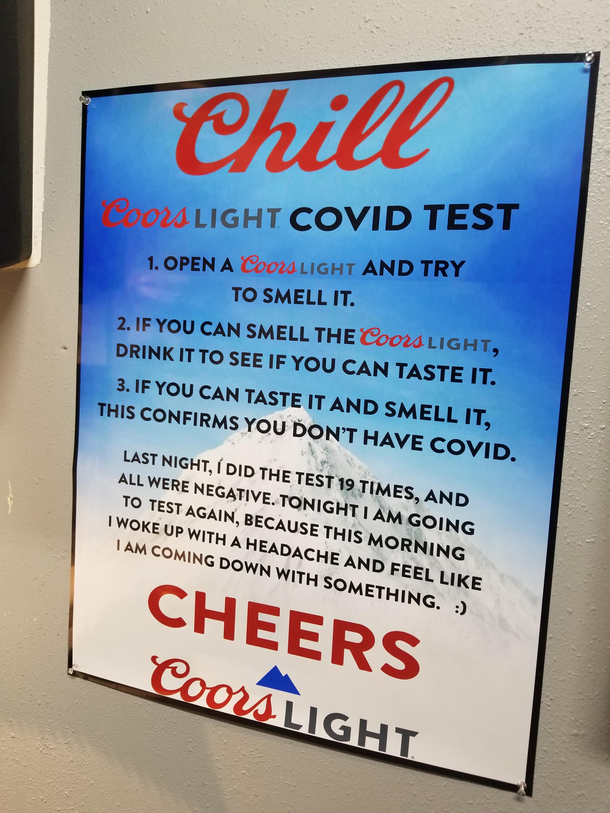 Chill
Coors LIGHT COVID TEST
1. OPEN A Coors LIGHT AND TRY
TO SMELL IT.
2. IF YOU CAN SMELL THE Coors LIGHT,
DRINK IT TO SEE IF YOU CAN TASTE IT.
3. IF YOU CAN TASTE IT AND SMELL IT,
THIS CONFIRMS YOU DON'T HAVE COVID.
LAST NIGHT, I DID THE TEST 19 TIMES, AND
ALL WERE NEGATIVE. TONIGHT I AM GOING
TO TEST AGAIN, BECAUSE THIS MORNING
I WOKE UP WITH A HEADACHE AND FEEL LIKE
I AM COMING DOWN WITH SOMETHING. :)
CHEERS
Coors LIGHT